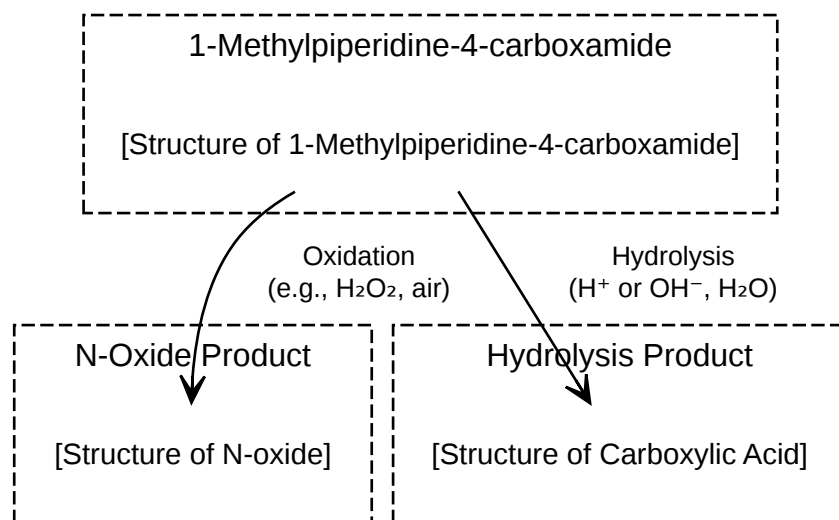 1-Methylpiperidine-4-carboxamide
[Structure of 1-Methylpiperidine-4-carboxamide]
Oxidation
(e.g., H₂O₂, air)
Hydrolysis
(H⁺ or OH⁻, H₂O)
N-Oxide Product
[Structure of N-oxide]
Hydrolysis Product
[Structure of Carboxylic Acid]